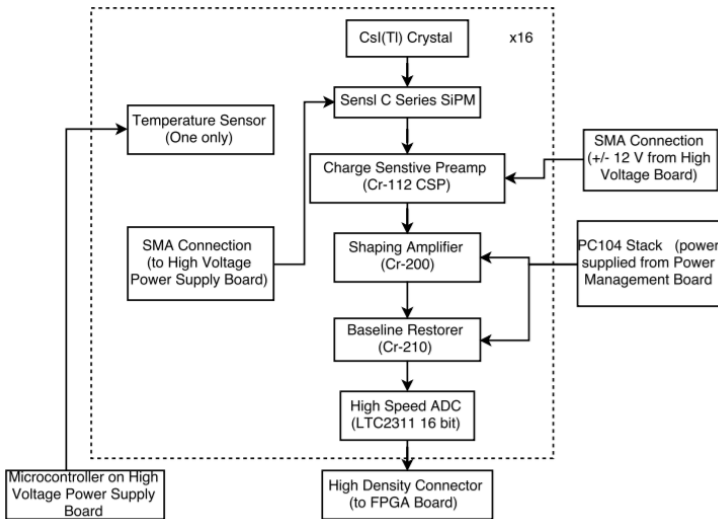 CsI(Tl) Crystal
x16
Sensl C Series SiPM
Temperature Sensor
(One only)
SMA Connection
(+/- 12 V from High
Voltage Board)
Charge Senstive Preamp
(Cr-112 CSP)
SMA Connection
(to High Voltage
Power Supply Board)
Shaping Amplifier
(Cr-200)
PC104 Stack (power
supplied from Power
Management Board
Baseline Restorer
(Cr-210)
High Speed ADC
(LTC2311 16 bit)
Microcontroller on High
Voltage Power Supply
Board
High Density Connector
(to FPGA Board)